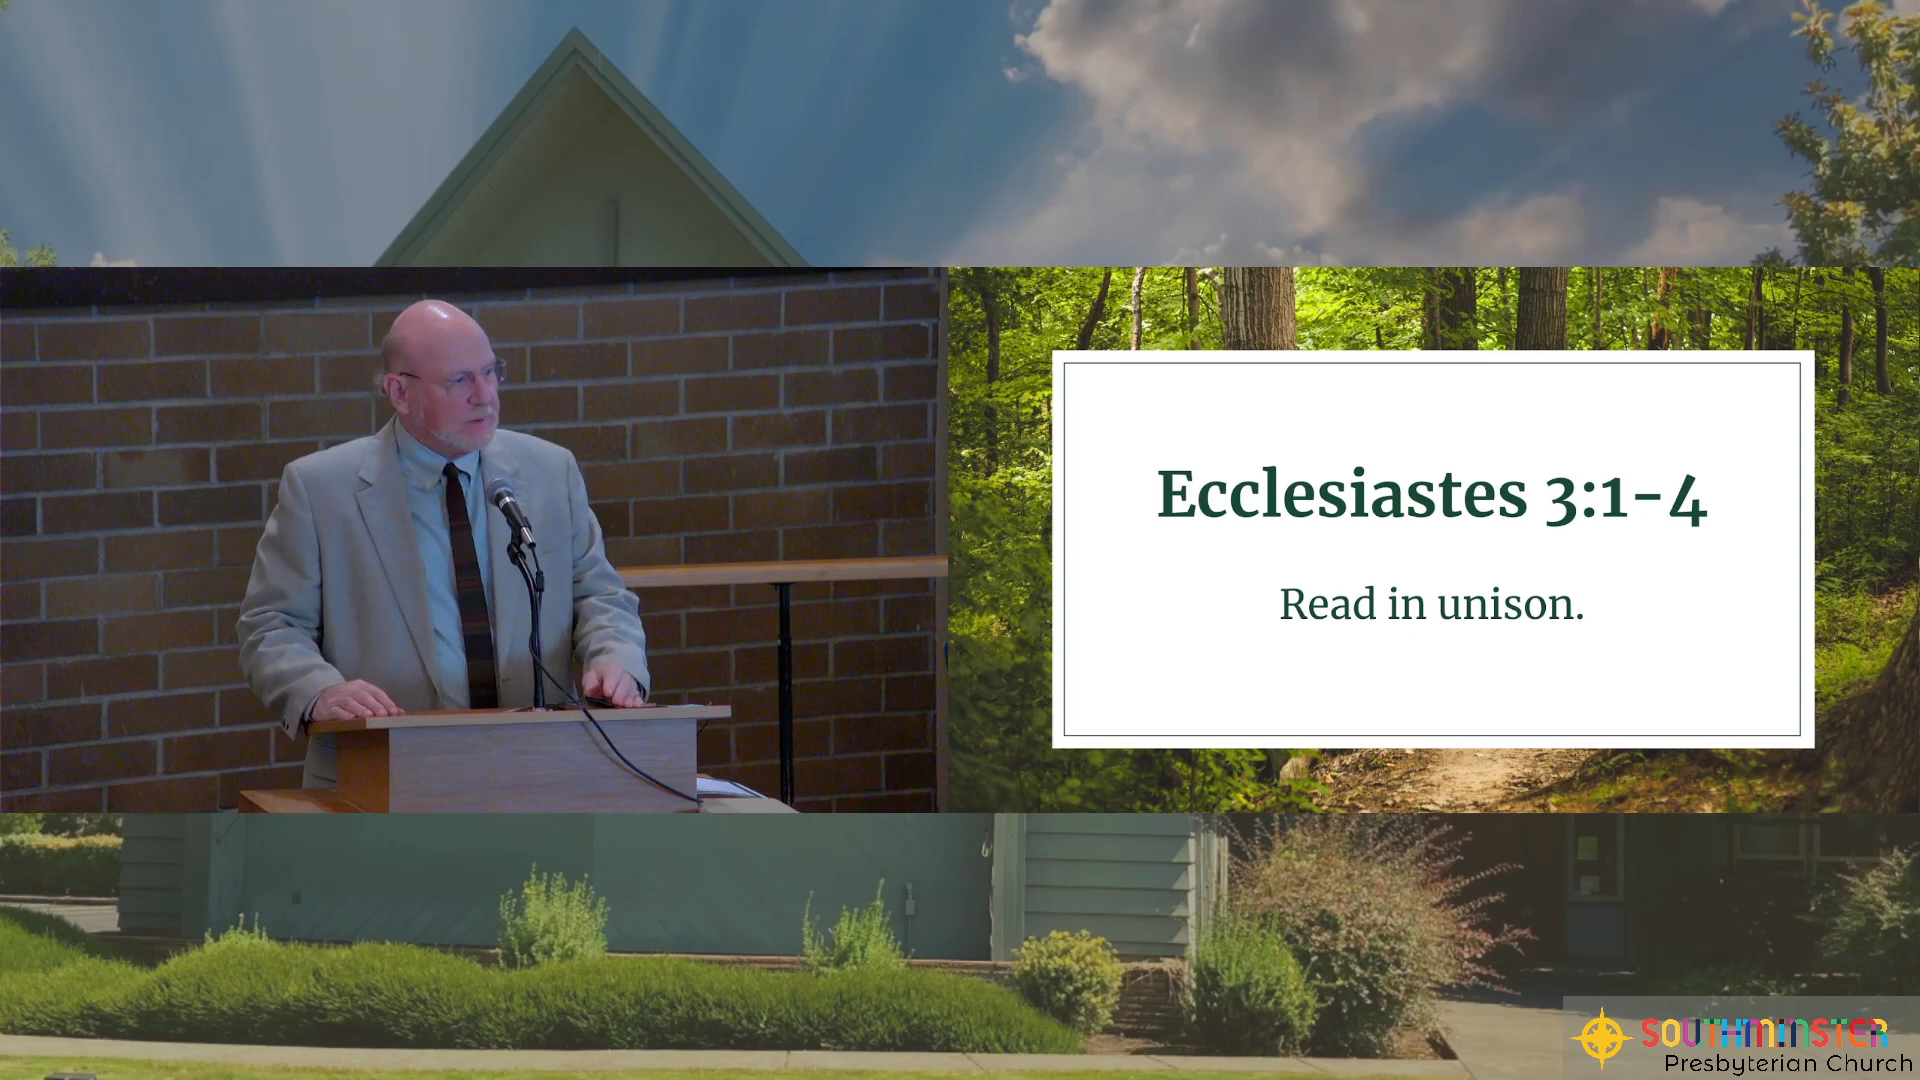 Ecclesiastes 3:1-4
Read in unison.
SOUTHMINSTER
Presbyterian Church